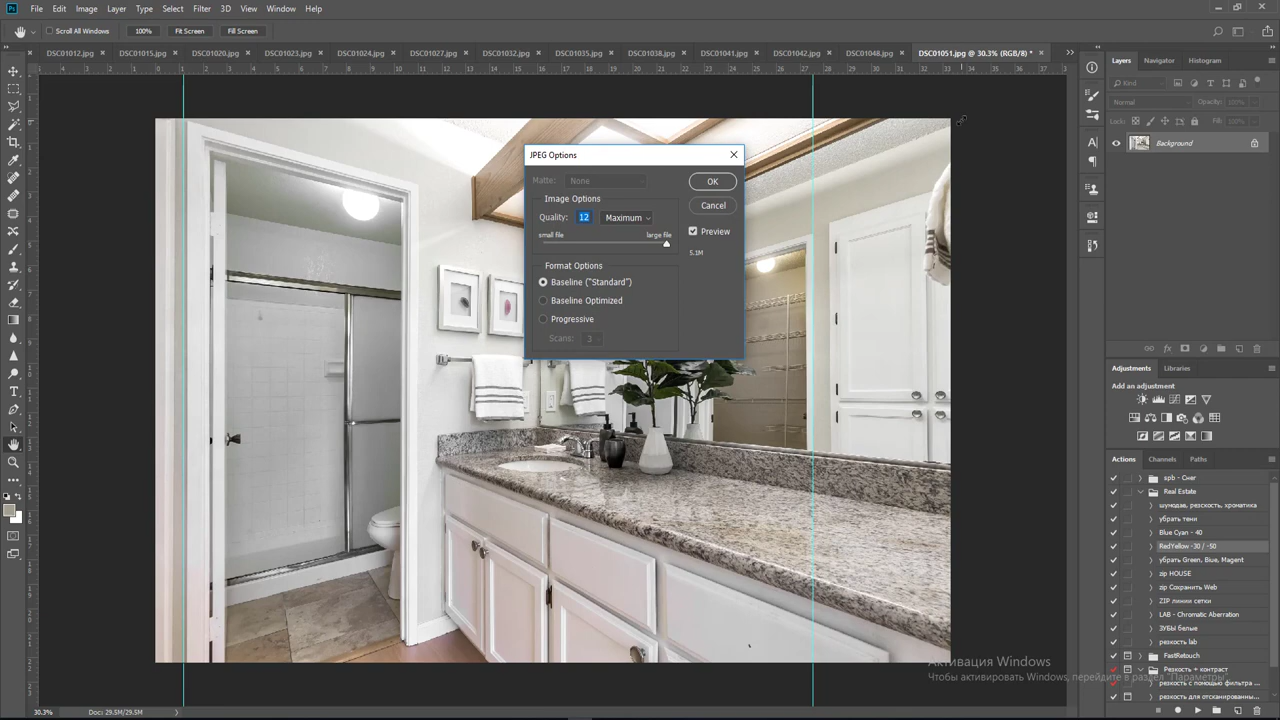 Ps File Edit Image Layer Type Select Filter 3D View Window Help
Scroll All Windows 100% Fit Screen Fill Screen
DSC01012.jpg DSC01015.jpg DSC01020.jpg DSC01023.jpg DSC01024.jpg DSC01027.jpg DSC01032.jpg DSC01035.jpg DSC01038.jpg DSC01041.jpg DSC01042.jpg DSC01048.jpg DSC01051.jpg @ 30.3% (RGB/8) *
Layers Navigator Histogram
Kind
Normal Opacity: 100%
Lock: Fill: 100%
Background
JPEG Options
Matte: None OK
Image Options
Quality: 12 Maximum Cancel
small file large file Preview
5.1M
Format Options
Baseline ("Standard")
Baseline Optimized
Progressive
Scans: 3
Adjustments Libraries
Add an adjustment
Actions Channels Paths
spb - Снег
Real Estate
шумодав, резкость, хроматика
убрать тени
Blue Cyan - 40
RedYellow -30 / -50
убрать Green, Blue, Magent
zip HOUSE
zip Сохранить Web
ZIP линии сетки
LAB - Chromatic Aberration
ЗУБЫ белые
резкость lab
FastRetouch
Резкость + контраст
резкость с помощью фильтра ...
резкость для отсканированны...
Активация Windows
Чтобы активировать Windows, перейдите в раздел "Параметры".
30.3% Doc: 29.5M/29.5M